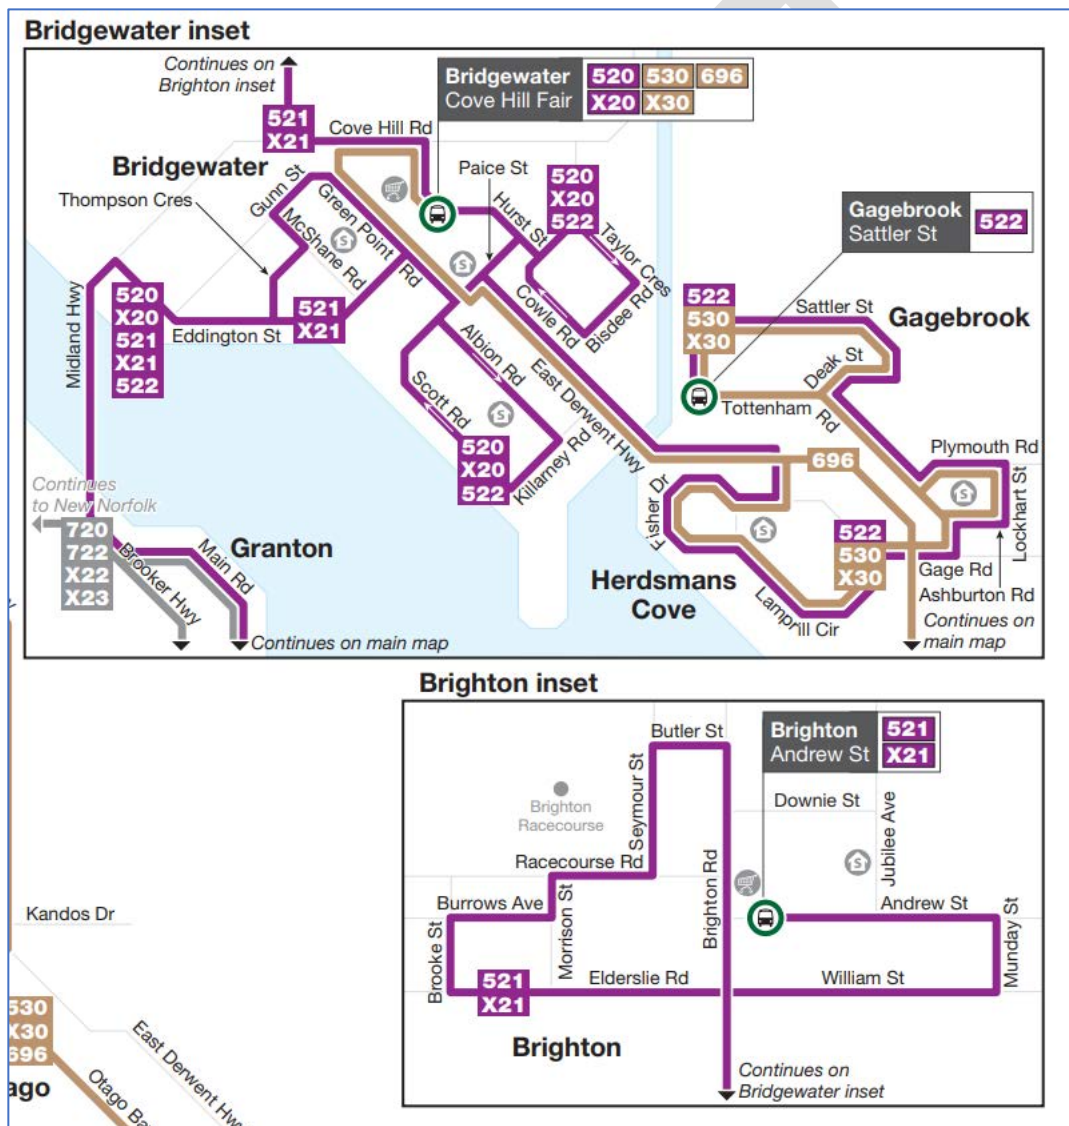 Bridgewater inset
Continues on
Brighton inset
521
X21
Cove Hill Rd
Bridgewater
Cove Hill Fair
520 530 696
X20 X30
Bridgewater
Thompson Cres
Gunn St
McShane Rd
Green Point Rd
Paice St
Hurst St
520
X20
522
Taylor Cres
Cowle Rd
Bisdee Rd
Gagebrook
Sattler St
522
522
530
X30
Sattler St
Gagebrook
Deak St
Tottenham Rd
Midland Hwy
520
X20
521
X21
522
Eddington St
521
X21
Albion Rd
Scott Rd
East Derwent Hwy
520
X20
522
Killarney Rd
Plymouth Rd
696
Lockhart St
Fisher Dr
Continues
to New Norfolk
720
722
X22
X23
Brooker Hwy
Main Rd
Granton
Herdsmans
Cove
522
530
X30
Gage Rd
Ashburton Rd
Lamprill Cir
Continues on main map
Continues on
main map
Brighton inset
Butler St
Brighton
Andrew St
521
X21
Downie St
Brighton
Racecourse
Seymour St
Jubilee Ave
Racecourse Rd
Brighton Rd
Burrows Ave
Morrison St
Andrew St
Brooke St
Munday St
521
X21
Elderslie Rd
William St
Brighton
Continues on
Bridgewater inset
Kandos Dr
530
X30
696
ago
East Derwent Hw
Otago Ba